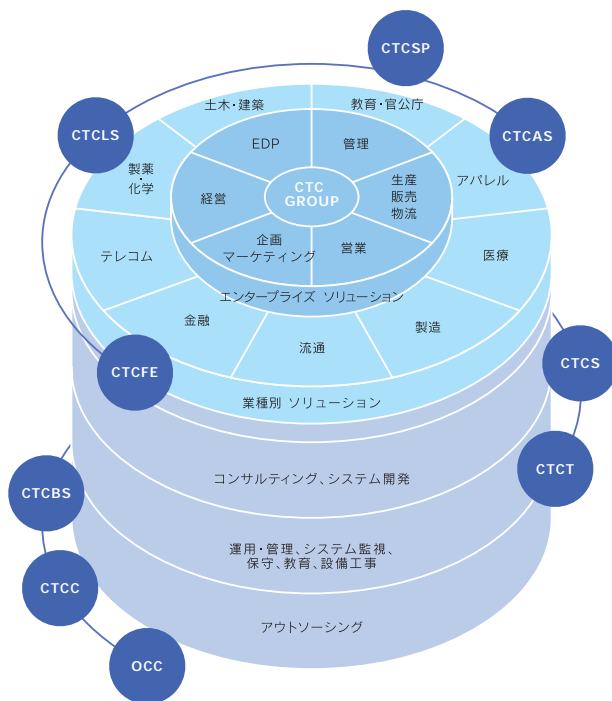 CTCSP
土木・建築
教育・官公庁
CTCLS
CTCAS
EDP
管理
製薬
・
化学
アパレル
経営
CTC
GROUP
生産
販売
物流
テレコム
企画
マーケティング
営業
医療
エンタープライズ ソリューション
金融
製造
流通
CTCFE
CTCS
業種別 ソリューション
コンサルティング、システム開発
CTCT
CTCBS
運用・管理、システム監視、
保守、教育、設備工事
CTCC
アウトソーシング
OCC